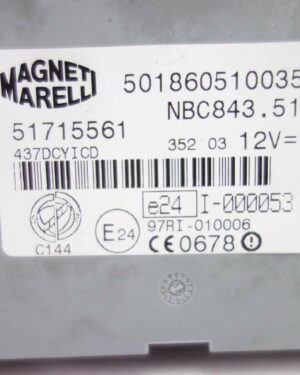 MAGNETI
MARELLI
501860510035
NBC843.51
51715561
352 03 12V=
437DCYICD
e24 I-000053
C144
E24
97RI-010006
CE0678